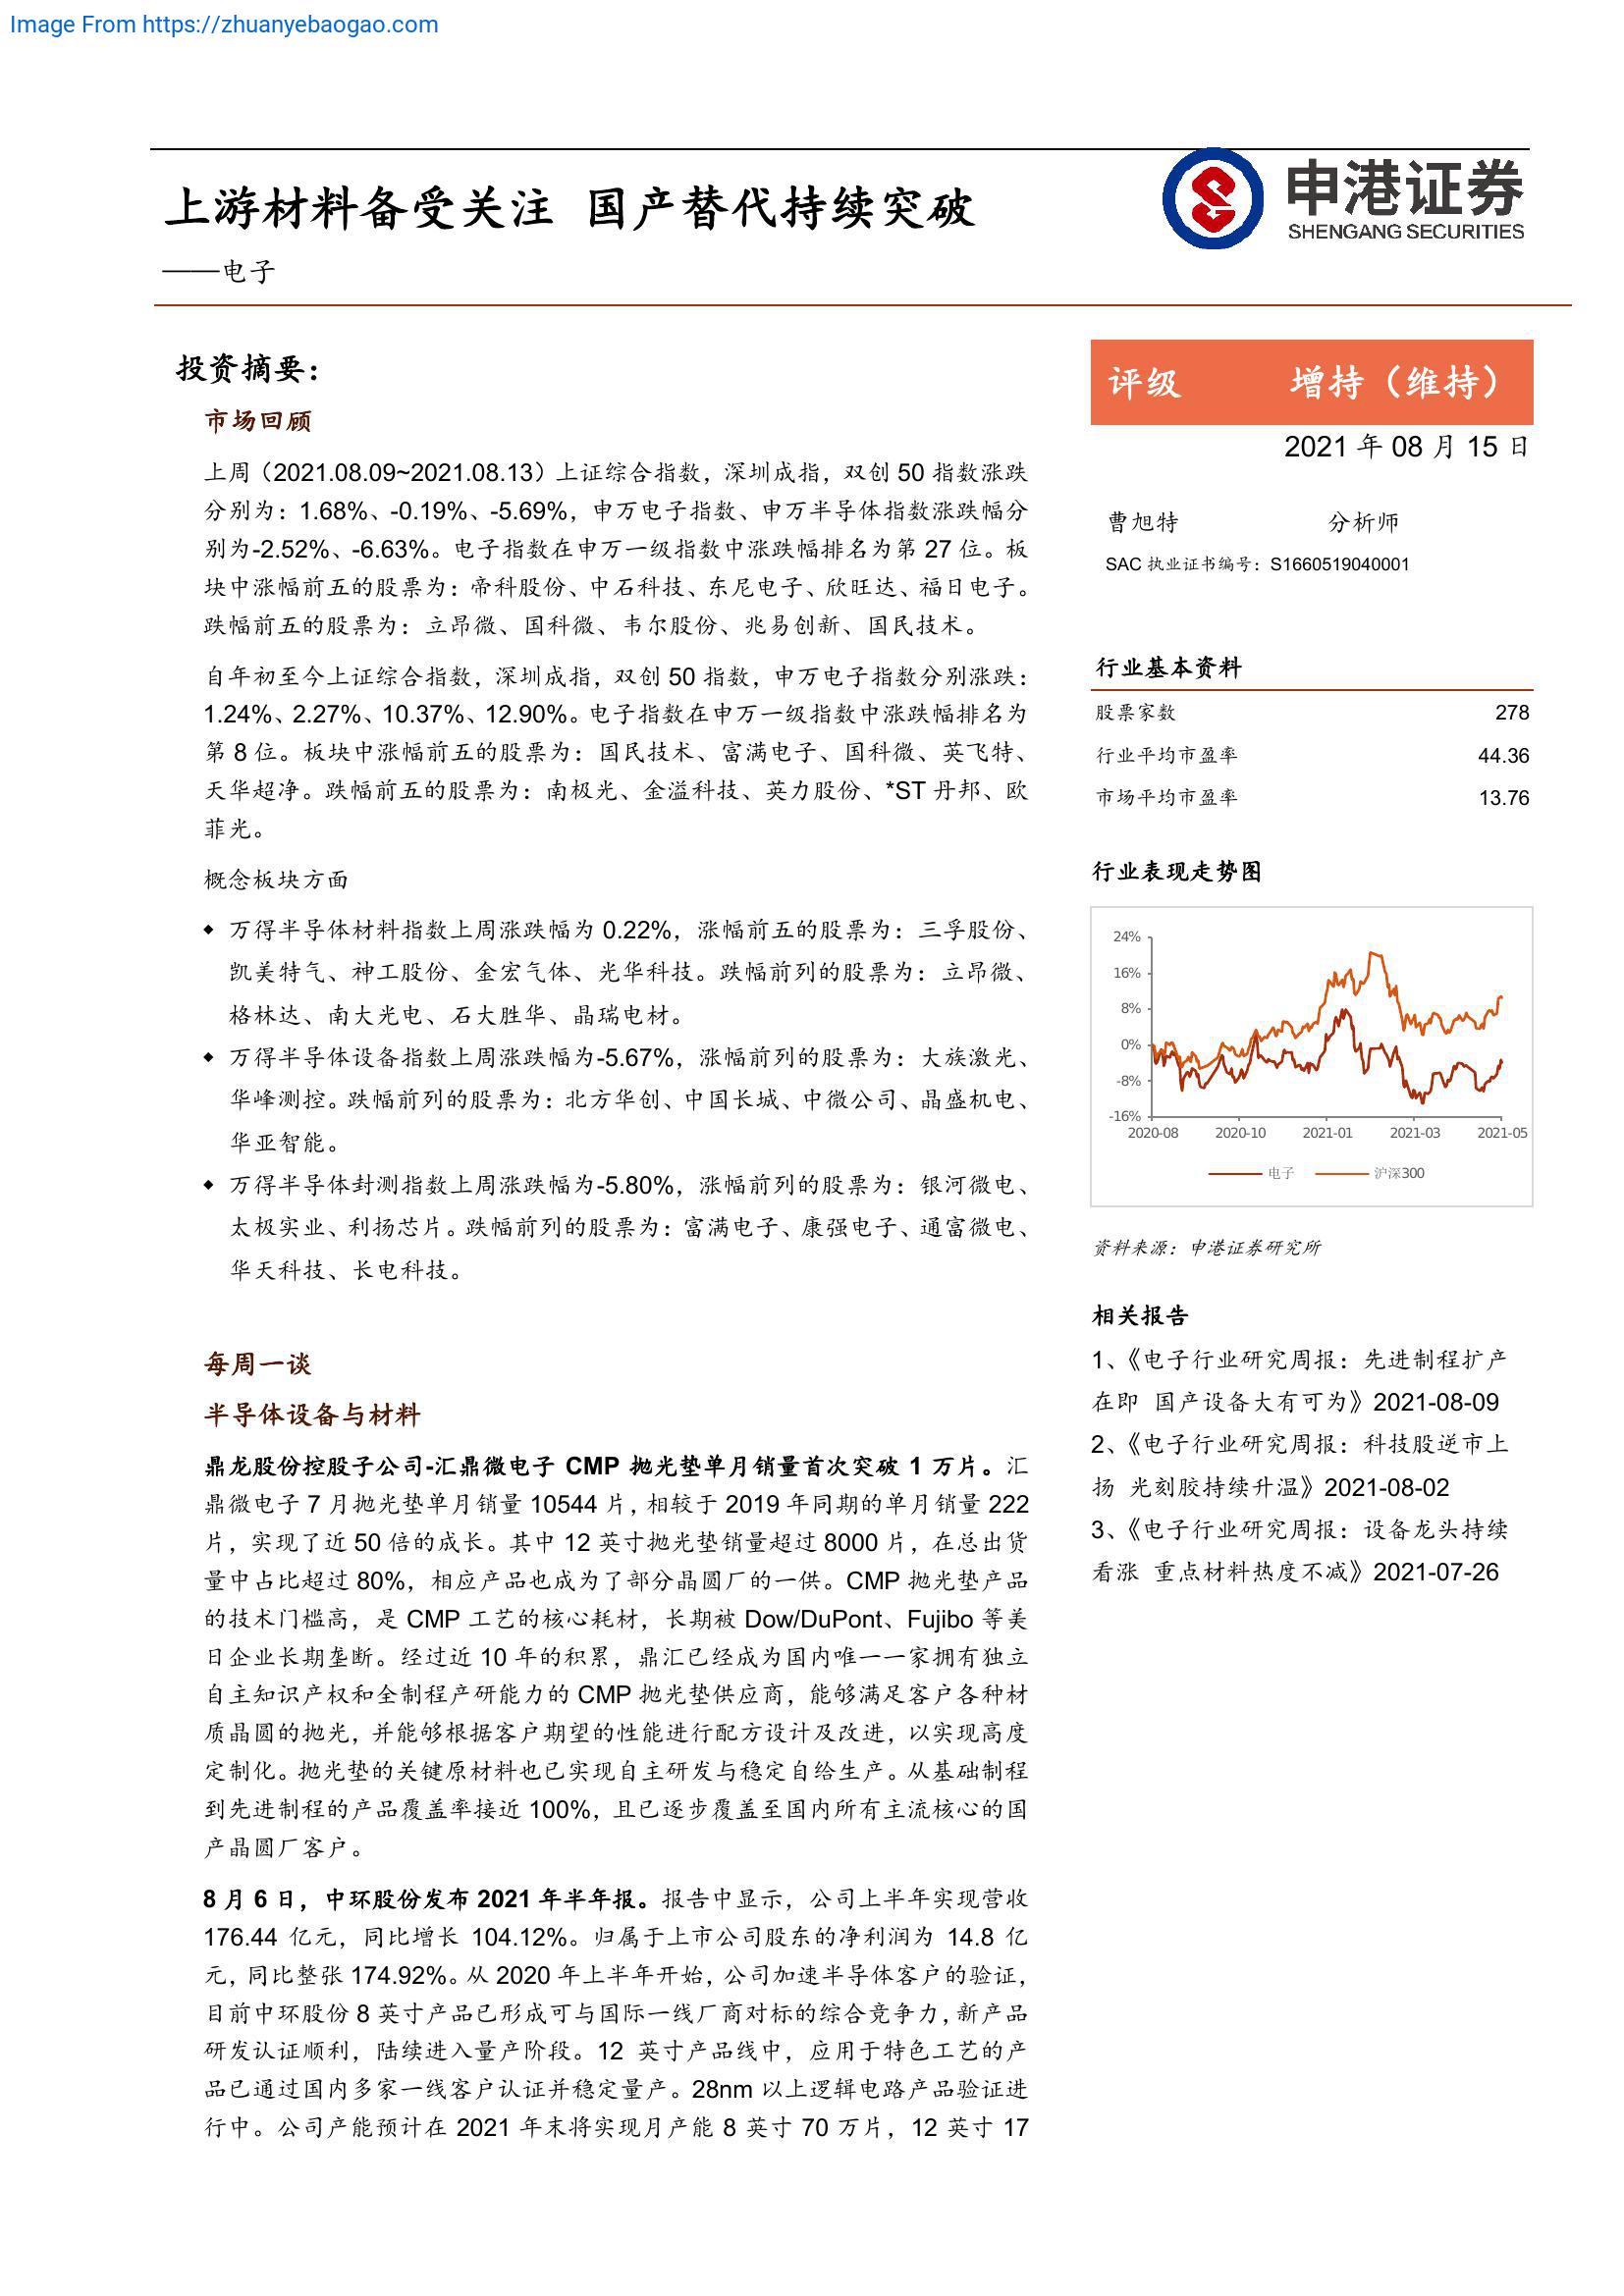 Image From https://zhuanyebaogao.com
上游材料备受关注 国产替代持续突破
——电子
申港证券
SHENGANG SECURITIES
投资摘要：
市场回顾
上周（2021.08.09~2021.08.13）上证综合指数，深圳成指，双创 50 指数涨跌
分别为：1.68%、-0.19%、-5.69%，申万电子指数、申万半导体指数涨跌幅分
别为-2.52%、-6.63%。电子指数在申万一级指数中涨跌幅排名为第 27 位。板
块中涨幅前五的股票为：帝科股份、中石科技、东尼电子、欣旺达、福日电子。
跌幅前五的股票为：立昂微、国科微、韦尔股份、兆易创新、国民技术。
自年初至今上证综合指数，深圳成指，双创 50 指数，申万电子指数分别涨跌：
1.24%、2.27%、10.37%、12.90%。电子指数在申万一级指数中涨跌幅排名为
第 8 位。板块中涨幅前五的股票为：国民技术、富满电子、国科微、英飞特、
天华超净。跌幅前五的股票为：南极光、金溢科技、英力股份、*ST 丹邦、欧
菲光。
概念板块方面
◆ 万得半导体材料指数上周涨跌幅为 0.22%，涨幅前五的股票为：三孚股份、
凯美特气、神工股份、金宏气体、光华科技。跌幅前列的股票为：立昂微、
格林达、南大光电、石大胜华、晶瑞电材。
◆ 万得半导体设备指数上周涨跌幅为-5.67%，涨幅前列的股票为：大族激光、
华峰测控。跌幅前列的股票为：北方华创、中国长城、中微公司、晶盛机电、
华亚智能。
◆ 万得半导体封测指数上周涨跌幅为-5.80%，涨幅前列的股票为：银河微电、
太极实业、利扬芯片。跌幅前列的股票为：富满电子、康强电子、通富微电、
华天科技、长电科技。
每周一谈
半导体设备与材料
鼎龙股份控股子公司-汇鼎微电子 CMP 抛光垫单月销量首次突破 1 万片。汇
鼎微电子 7 月抛光垫单月销量 10544 片，相较于 2019 年同期的单月销量 222
片，实现了近 50 倍的成长。其中 12 英寸抛光垫销量超过 8000 片，在总出货
量中占比超过 80%，相应产品也成为了部分晶圆厂的一供。CMP 抛光垫产品
的技术门槛高，是 CMP 工艺的核心耗材，长期被 Dow/DuPont、Fujibo 等美
日企业长期垄断。经过近 10 年的积累，鼎汇已经成为国内唯一一家拥有独立
自主知识产权和全制程产研能力的 CMP 抛光垫供应商，能够满足客户各种材
质晶圆的抛光，并能够根据客户期望的性能进行配方设计及改进，以实现高度
定制化。抛光垫的关键原材料也已实现自主研发与稳定自给生产。从基础制程
到先进制程的产品覆盖率接近 100%，且已逐步覆盖至国内所有主流核心的国
产晶圆厂客户。
8 月 6 日，中环股份发布 2021 年半年报。报告中显示，公司上半年实现营收
176.44 亿元，同比增长 104.12%。归属于上市公司股东的净利润为 14.8 亿
元，同比整张 174.92%。从 2020 年上半年开始，公司加速半导体客户的验证，
目前中环股份 8 英寸产品已形成可与国际一线厂商对标的综合竞争力，新产品
研发认证顺利，陆续进入量产阶段。12 英寸产品线中，应用于特色工艺的产
品已通过国内多家一线客户认证并稳定量产。28nm 以上逻辑电路产品验证进
行中。公司产能预计在 2021 年末将实现月产能 8 英寸 70 万片，12 英寸 17
评级 增持（维持）
2021 年 08 月 15 日
曹旭特 分析师
SAC 执业证书编号：S1660519040001
行业基本资料
股票家数 278
行业平均市盈率 44.36
市场平均市盈率 13.76
行业表现走势图
24%
16%
8%
0%
-8%
-16%
2020-08 2020-10 2021-01 2021-03 2021-05
电子 沪深300
资料来源：申港证券研究所
相关报告
1、《电子行业研究周报：先进制程扩产
在即 国产设备大有可为》2021-08-09
2、《电子行业研究周报：科技股逆市上
扬 光刻胶持续升温》2021-08-02
3、《电子行业研究周报：设备龙头持续
看涨 重点材料热度不减》2021-07-26